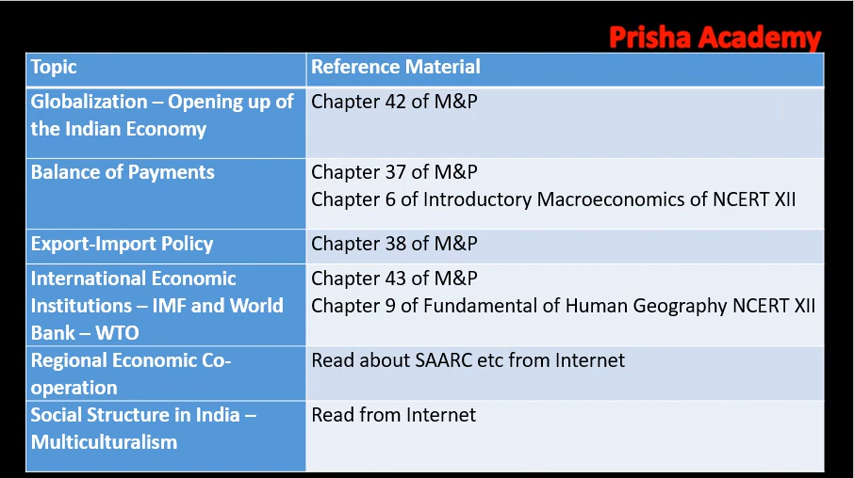 Prisha Academy
Topic
Reference Material
Globalization – Opening up of
the Indian Economy
Chapter 42 of M&P
Balance of Payments
Chapter 37 of M&P
Chapter 6 of Introductory Macroeconomics of NCERT XII
Export-Import Policy
Chapter 38 of M&P
International Economic
Institutions – IMF and World
Bank – WTO
Chapter 43 of M&P
Chapter 9 of Fundamental of Human Geography NCERT XII
Regional Economic Co-
operation
Read about SAARC etc from Internet
Social Structure in India –
Multiculturalism
Read from Internet